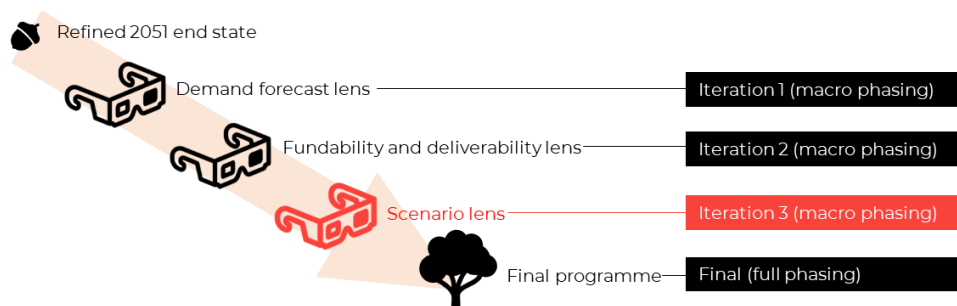 Refined 2051 end state
Demand forecast lens
Iteration 1 (macro phasing)
Fundability and deliverability lens
Iteration 2 (macro phasing)
Scenario lens
Iteration 3 (macro phasing)
Final programme
Final (full phasing)